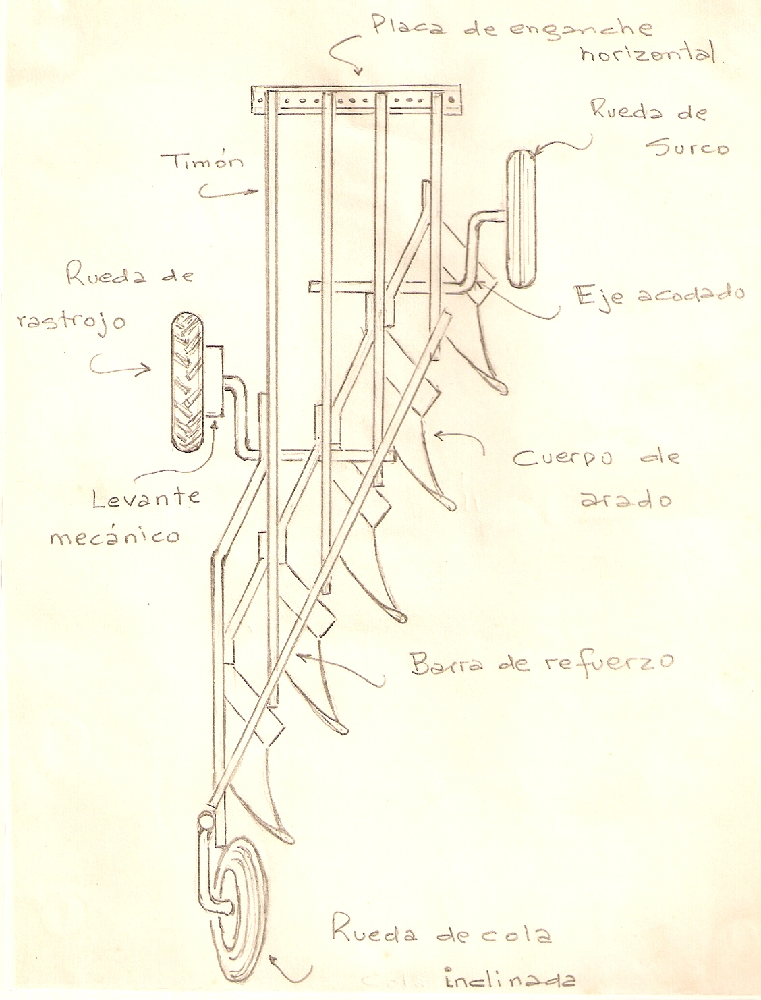 Placa de enganche
horizontal
Rueda de
Surco
Timón
Rueda de
rastrojo
Eje acodado
Cuerpo de
arado
Levante
mecánico
Barra de refuerzo
Rueda de cola
inclinada